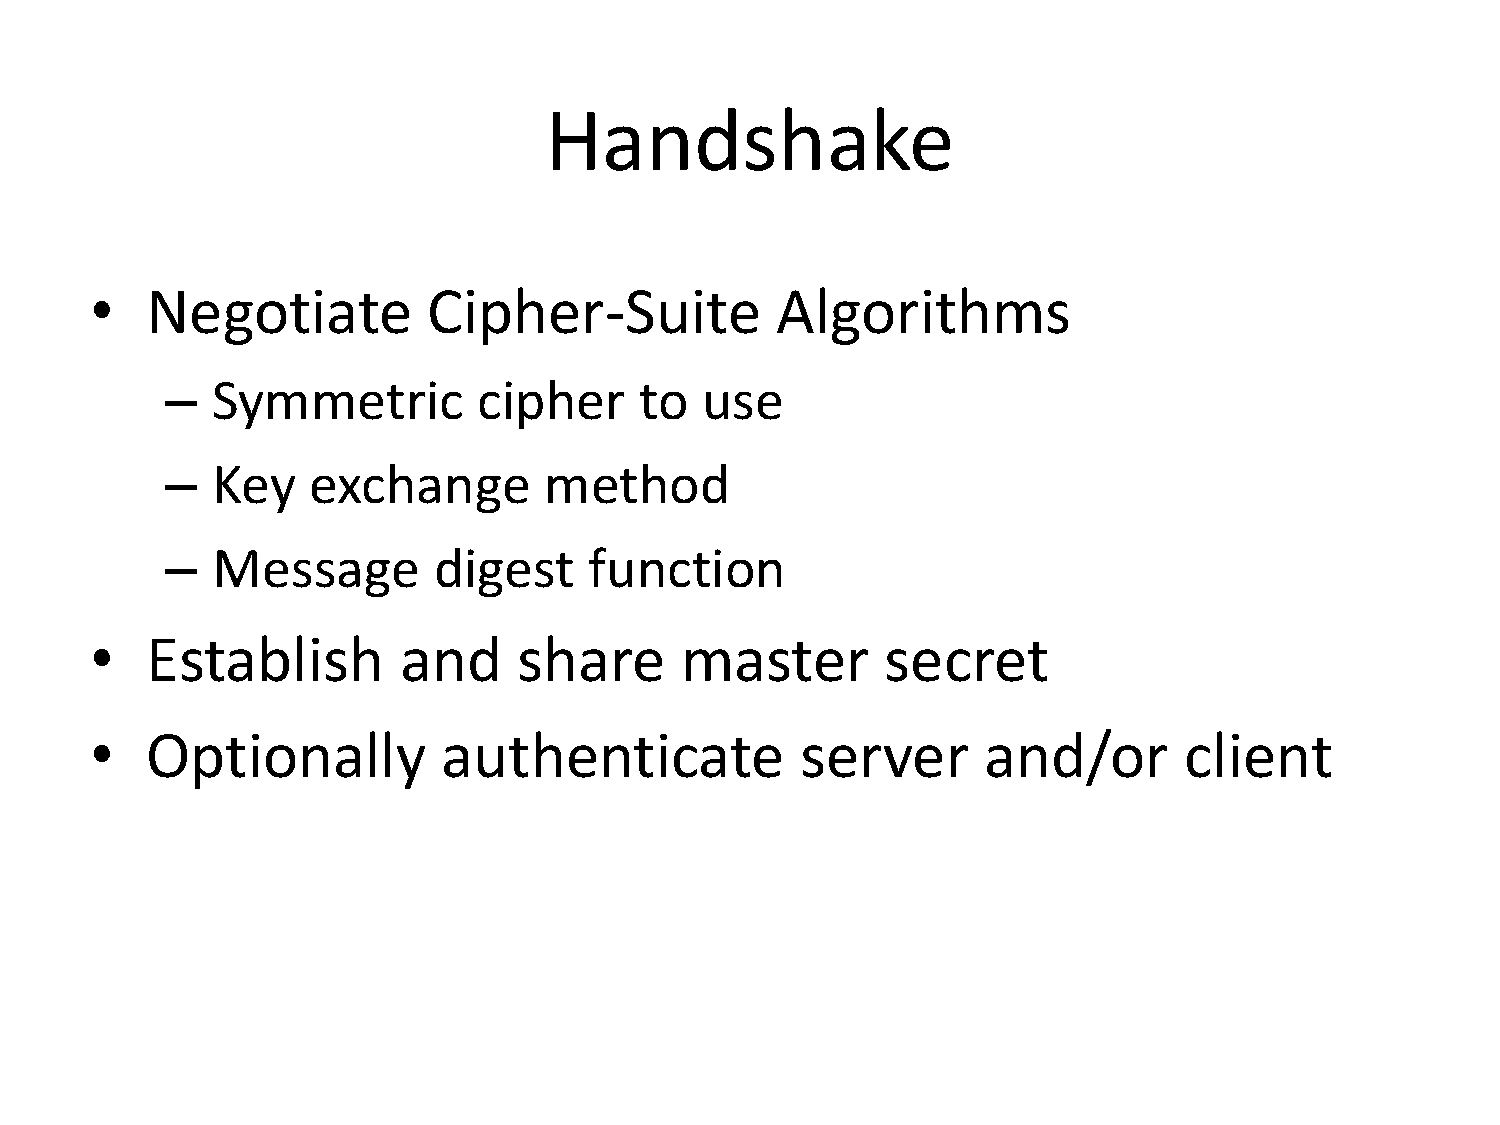 Handshake
• Negotiate Cipher-Suite Algorithms
– Symmetric cipher to use
– Key exchange method
– Message digest function
• Establish and share master secret
• Optionally authenticate server and/or client